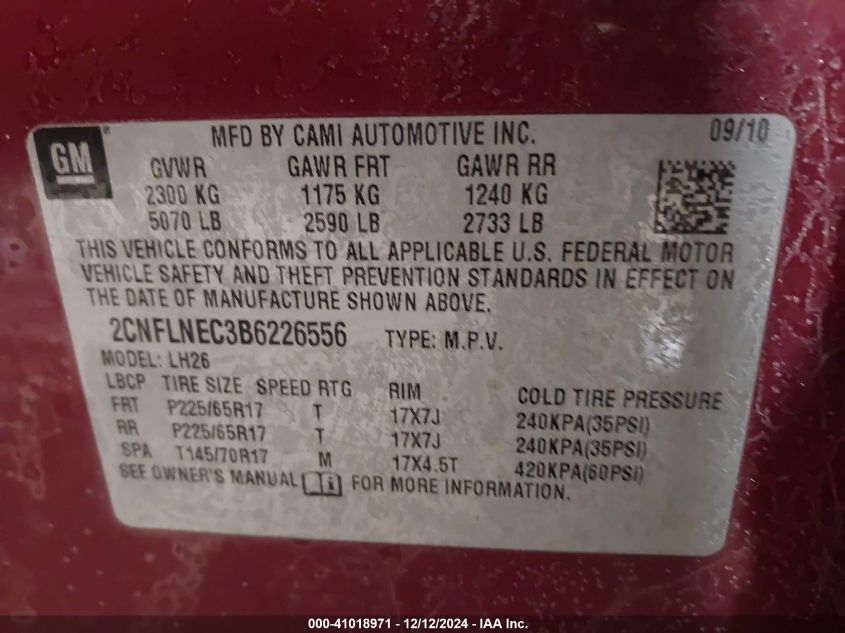 GM ® MFD BY CAMI AUTOMOTIVE INC. 09/10
GVWR GAWR FRT GAWR RR
2300 KG 1175 KG 1240 KG
5070 LB 2590 LB 2733 LB
THIS VEHICLE CONFORMS TO ALL APPLICABLE U.S. FEDERAL MOTOR
VEHICLE SAFETY AND THEFT PREVENTION STANDARDS IN EFFECT ON
THE DATE OF MANUFACTURE SHOWN ABOVE.
2CNFLNEC3B6226556 TYPE: M.P.V.
MODEL: LH26
LBCP TIRE SIZE SPEED RTG RIM COLD TIRE PRESSURE
FRT P225/65R17 T 17X7J 240KPA(35PSI)
RR P225/65R17 T 17X7J 240KPA(35PSI)
SPA T145/70R17 M 17X4.5T 420KPA(60PSI)
SEE OWNER'S MANUAL FOR MORE INFORMATION.
000-41018971 - 12/12/2024 - IAA Inc.